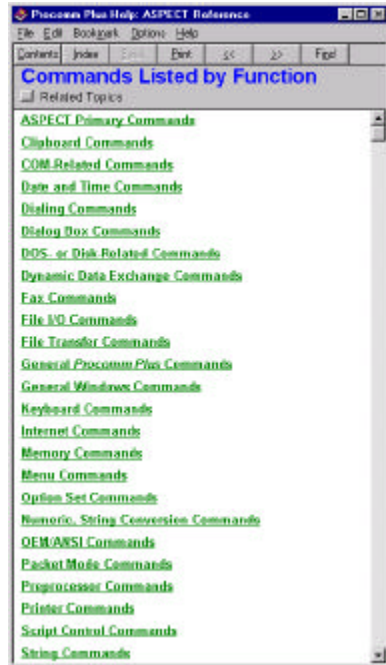 Procomm Plus Help: ASPECT Reference
File Edit Bookmark Options Help
Contents Index Back Print << >> Find
Commands Listed by Function
Related Topics
ASPECT Primary Commands
Clipboard Commands
COM-Related Commands
Date and Time Commands
Dialing Commands
Dialog Box Commands
DOS- or Disk-Related Commands
Dynamic Data Exchange Commands
Fax Commands
File I/O Commands
File Transfer Commands
General Procomm Plus Commands
General Windows Commands
Keyboard Commands
Internet Commands
Memory Commands
Menu Commands
Option Set Commands
Numeric, String Conversion Commands
OEM/ANSI Commands
Packet Mode Commands
Preprocessor Commands
Printer Commands
Script Control Commands
String Commands